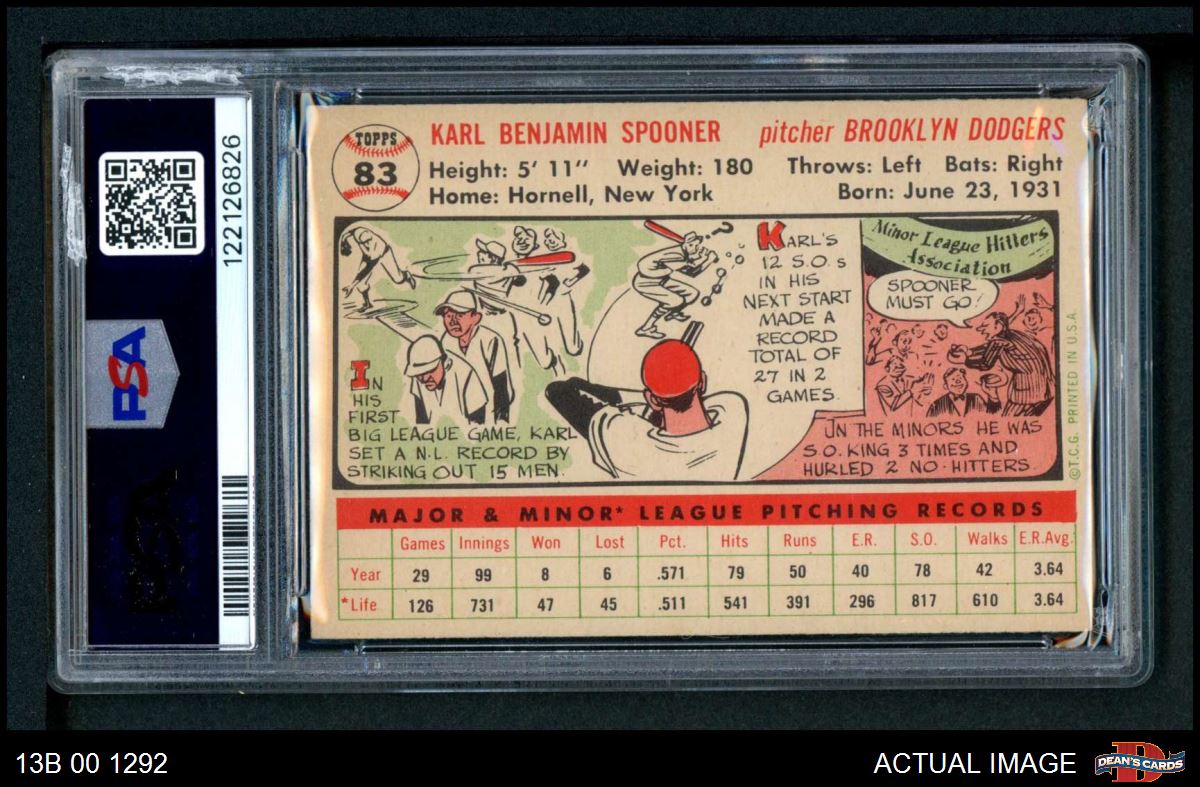 122126826
PSA
TOPPS
83
KARL BENJAMIN SPOONER pitcher BROOKLYN DODGERS
Height: 5' 11" Weight: 180 Throws: Left Bats: Right
Home: Hornell, New York Born: June 23, 1931
IN
HIS
FIRST
BIG LEAGUE GAME, KARL
SET A N.L. RECORD BY
STRIKING OUT 15 MEN.
?
KARL'S
12 S.O.s
IN HIS
NEXT START
MADE A
RECORD
TOTAL OF
27 IN 2
GAMES.
Minor League Hitters
Association
SPOONER
MUST GO!
IN THE MINORS HE WAS
S.O. KING 3 TIMES AND
HURLED 2 NO-HITTERS.
©T.C.G. PRINTED IN U.S.A.
MAJOR & MINOR* LEAGUE PITCHING RECORDS
Games Innings Won Lost Pct. Hits Runs E.R. S.O. Walks E.R.Avg.
Year 29 99 8 6 .571 79 50 40 78 42 3.64
*Life 126 731 47 45 .511 541 391 296 817 610 3.64
13B 00 1292
ACTUAL IMAGE
DEAN'S CARDS